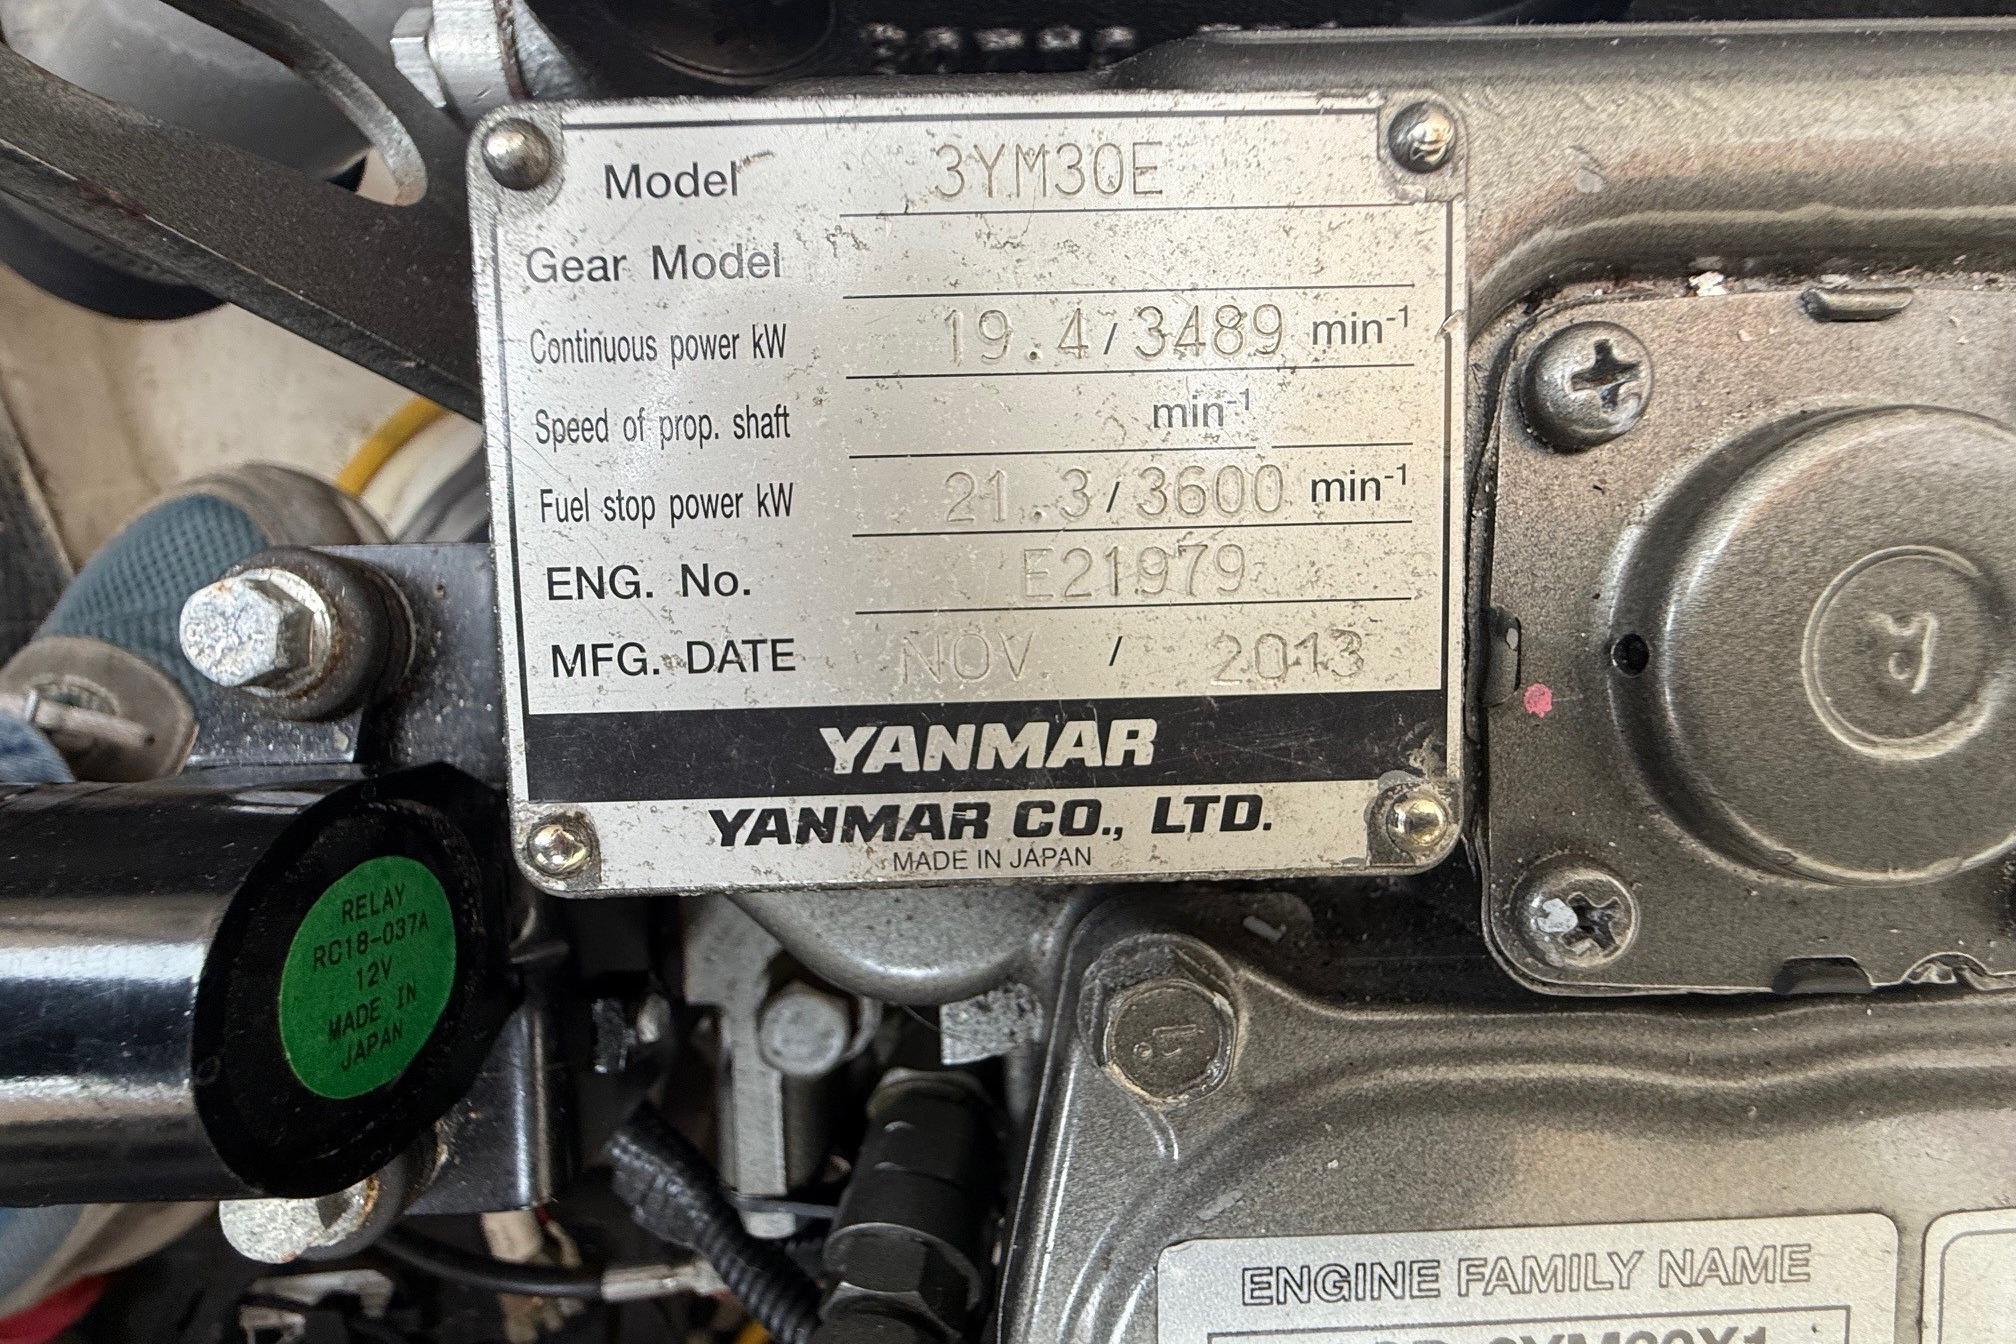 Model 3YM30E
Gear Model
Continuous power kW 19.4 / 3489 min-1
Speed of prop. shaft min-1
Fuel stop power kW 21.3 / 3600 min-1
ENG. No. E21979
MFG. DATE NOV. / 2013
YANMAR
YANMAR CO., LTD.
MADE IN JAPAN
RELAY
RC18-037A
12V
MADE IN
JAPAN
ENGINE FAMILY NAME